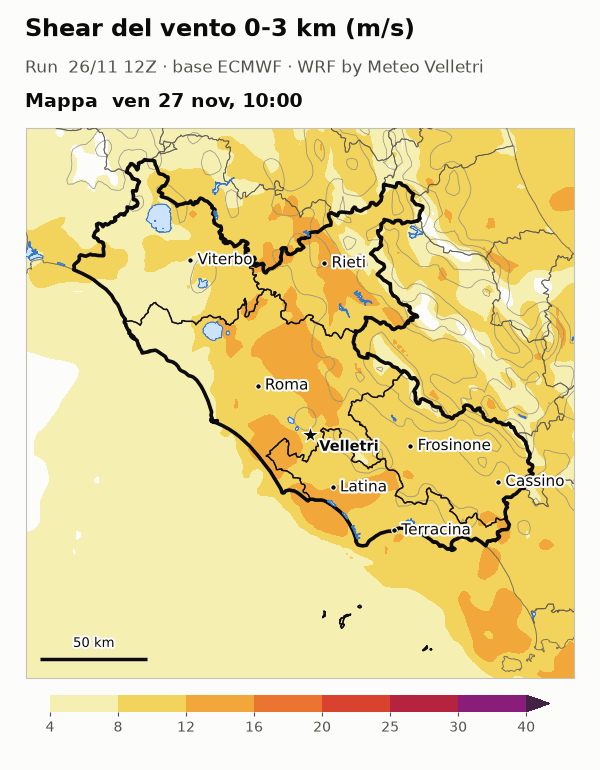 Shear del vento 0-3 km (m/s)
Run  26/11 12Z · base ECMWF · WRF by Meteo Velletri
Mappa  ven 27 nov, 10:00
Viterbo
Rieti
Roma
Velletri
Frosinone
Cassino
Latina
Terracina
50 km
4 8 12 16 20 25 30 40